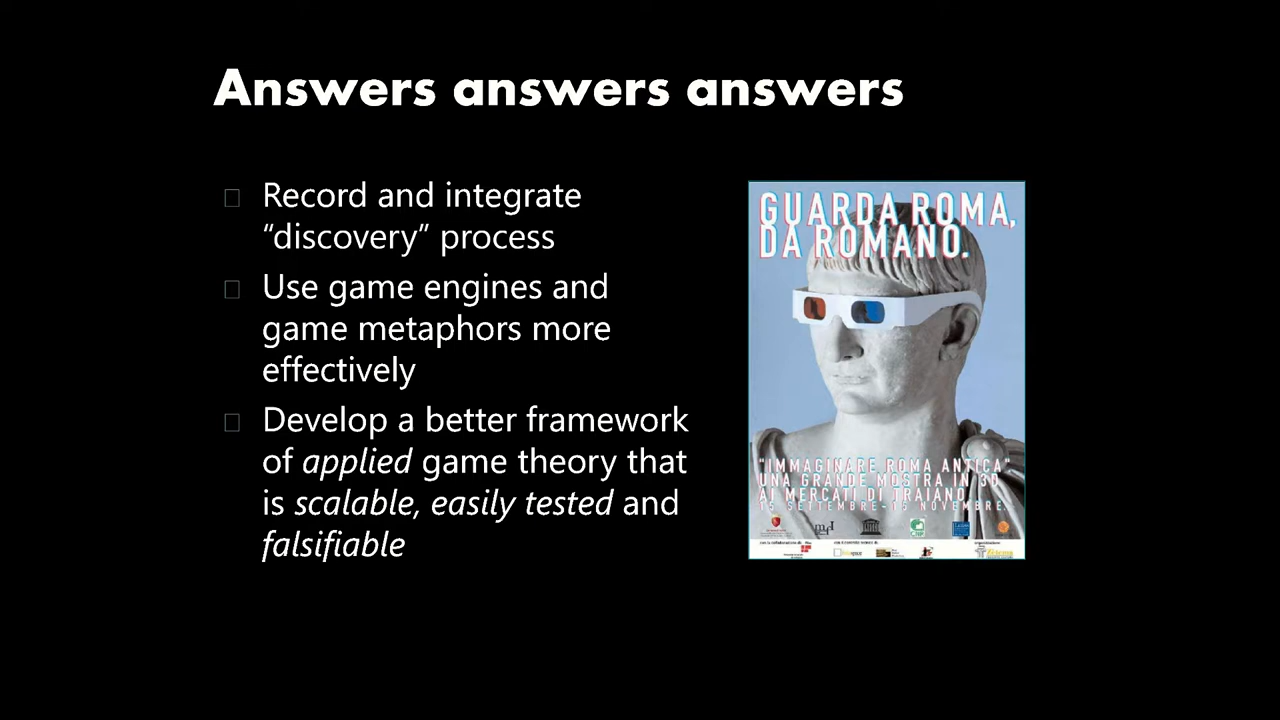 Answers answers answers
Record and integrate
“discovery” process
Use game engines and
game metaphors more
effectively
Develop a better framework
of applied game theory that
is scalable, easily tested and
falsifiable
GUARDA ROMA,
DA ROMANO.
"IMMAGINARE ROMA ANTICA".
UNA GRANDE MOSTRA IN 3D
AI MERCATI DI TRAIANO.
15 SETTEMBRE-15 NOVEMBRE.